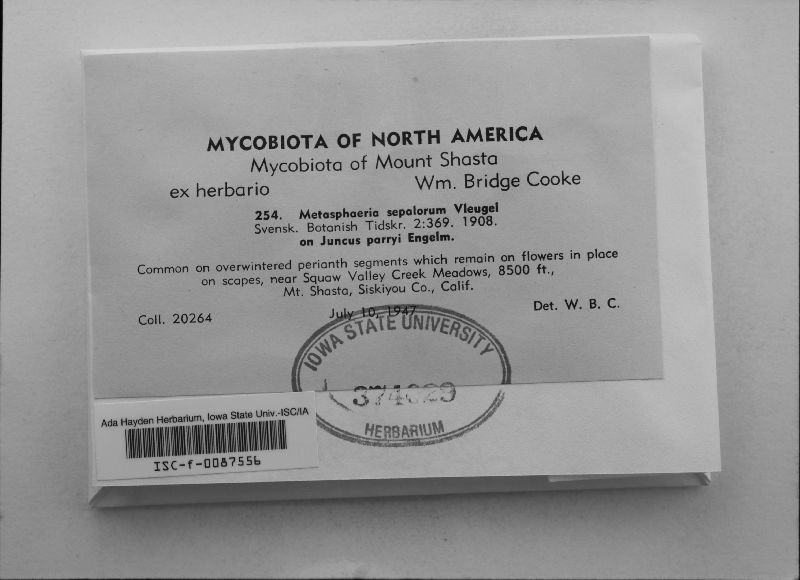 MYCOBIOTA OF NORTH AMERICA
Mycobiota of Mount Shasta
ex herbario Wm. Bridge Cooke
254. Metasphaeria sepalorum Vleugel
Svensk. Botanish Tidskr. 2:369. 1908.
on Juncus parryi Engelm.
Common on overwintered perianth segments which remain on flowers in place
on scapes, near Squaw Valley Creek Meadows, 8500 ft.,
Mt. Shasta, Siskiyou Co., Calif.
Coll. 20264 July 10, 1947 Det. W. B. C.
IOWA STATE UNIVERSITY
HERBARIUM
Ada Hayden Herbarium, Iowa State Univ.-ISC/IA
ISC-f-0087556